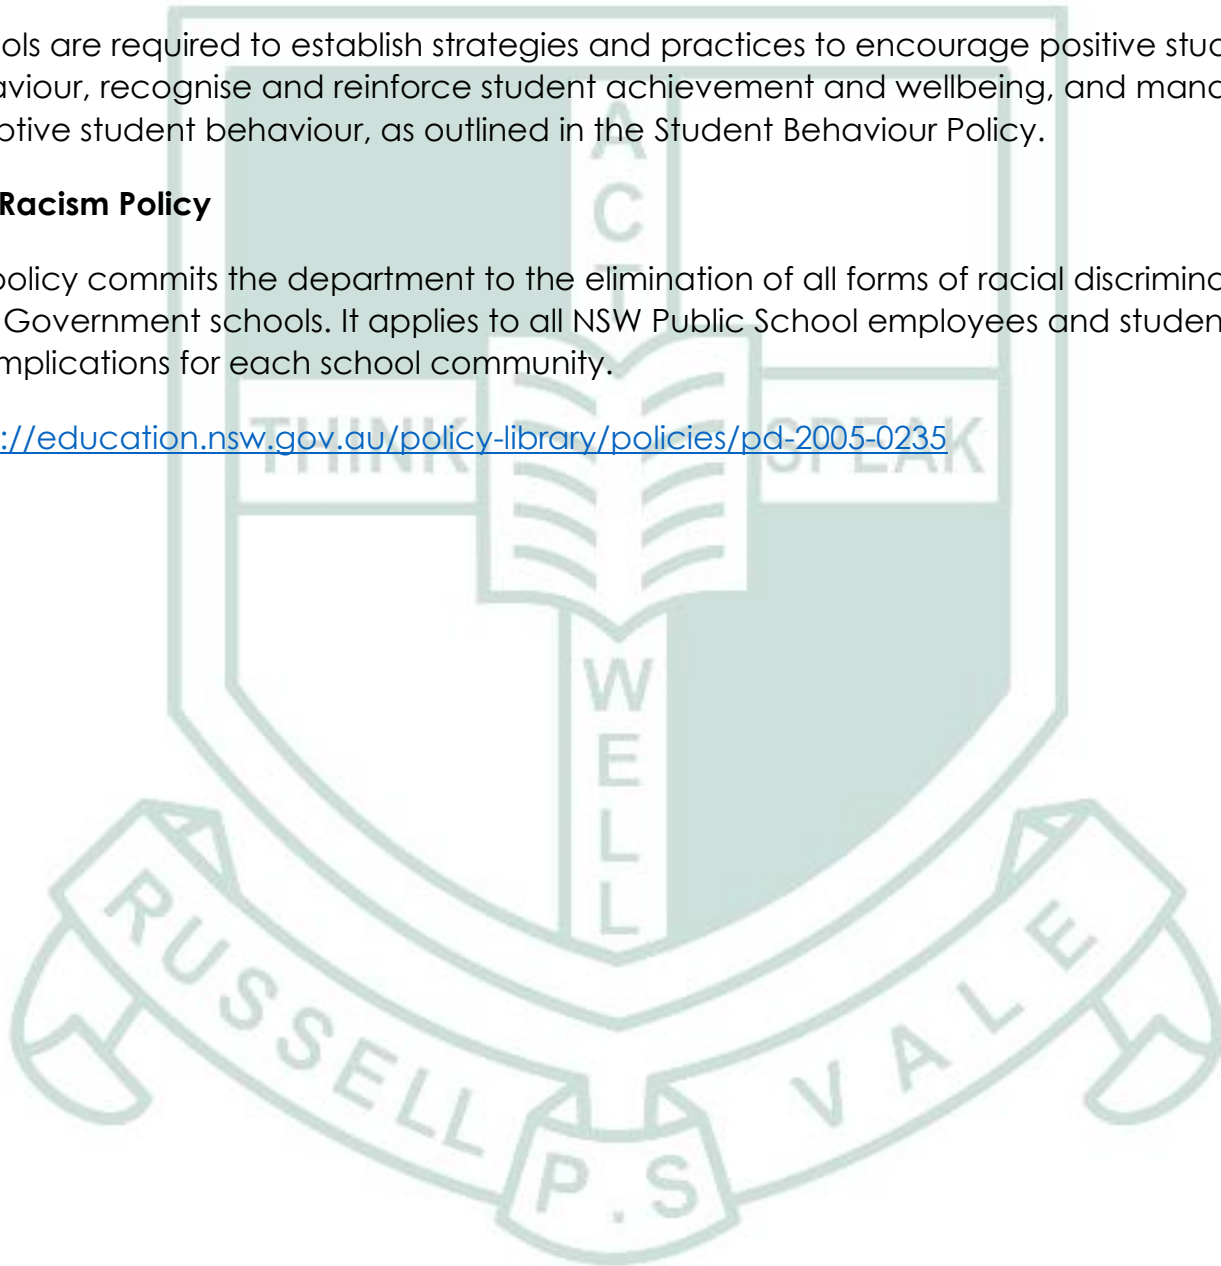 ols are required to establish strategies and practices to encourage positive stu
aviour, recognise and reinforce student achievement and wellbeing, and mana
ptive student behaviour, as outlined in the Student Behaviour Policy.
Racism Policy
policy commits the department to the elimination of all forms of racial discrimina
Government schools. It applies to all NSW Public School employees and studen
mplications for each school community.
://education.nsw.gov.au/policy-library/policies/pd-2005-0235
ACT
THINK SPEAK
WELL
RUSSELL VALE
P.S